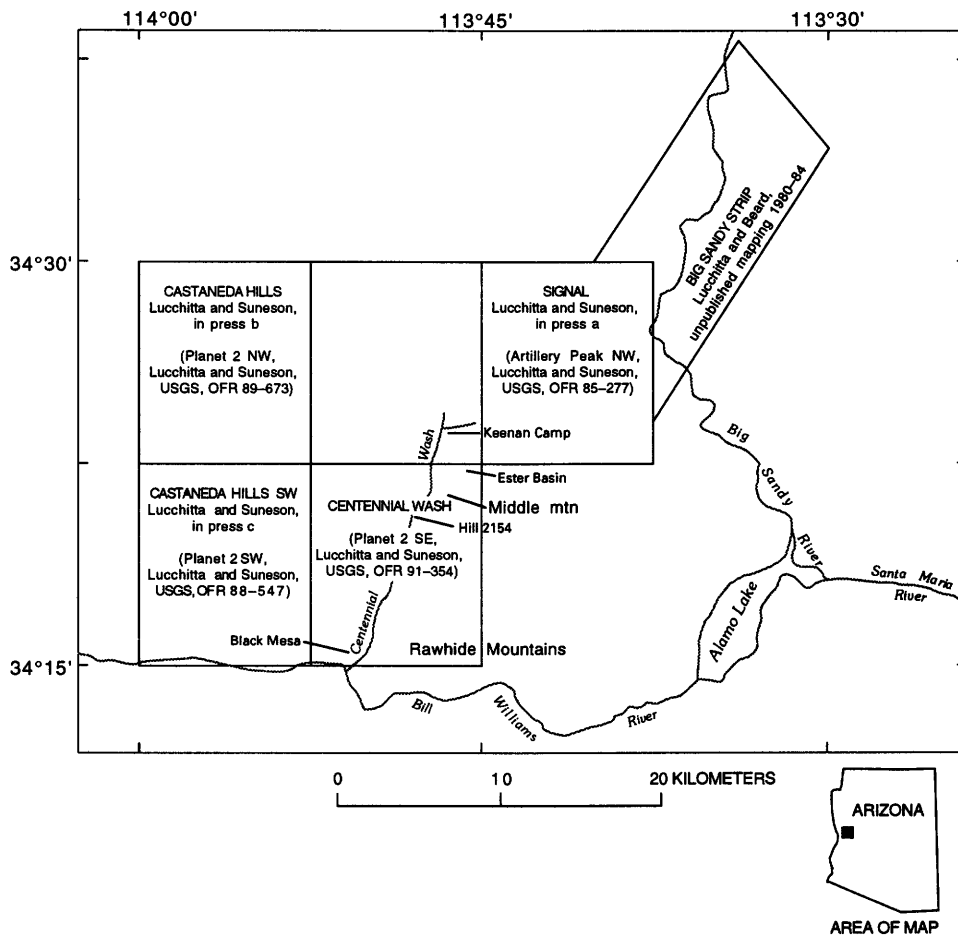 114°00'
113°45'
113°30'
34°30'
34°15'
CASTANEDA HILLS
Lucchitta and Suneson,
in press b
(Planet 2 NW,
Lucchitta and Suneson,
USGS, OFR 89–673)
SIGNAL
Lucchitta and Suneson,
in press a
(Artillery Peak NW,
Lucchitta and Suneson,
USGS, OFR 85–277)
BIG SANDY STRIP
Lucchitta and Beard,
unpublished mapping 1980–84
Wash
Keenan Camp
Ester Basin
CASTANEDA HILLS SW
Lucchitta and Suneson,
in press c
(Planet 2 SW,
Lucchitta and Suneson,
USGS, OFR 88–547)
CENTENNIAL WASH
Middle mtn
Hill 2154
(Planet 2 SE,
Lucchitta and Suneson,
USGS, OFR 91–354)
Centennial
Black Mesa
Rawhide Mountains
Big
Sandy
River
Santa Maria
River
Alamo Lake
Bill
Williams
River
0 10 20 KILOMETERS
ARIZONA
AREA OF MAP